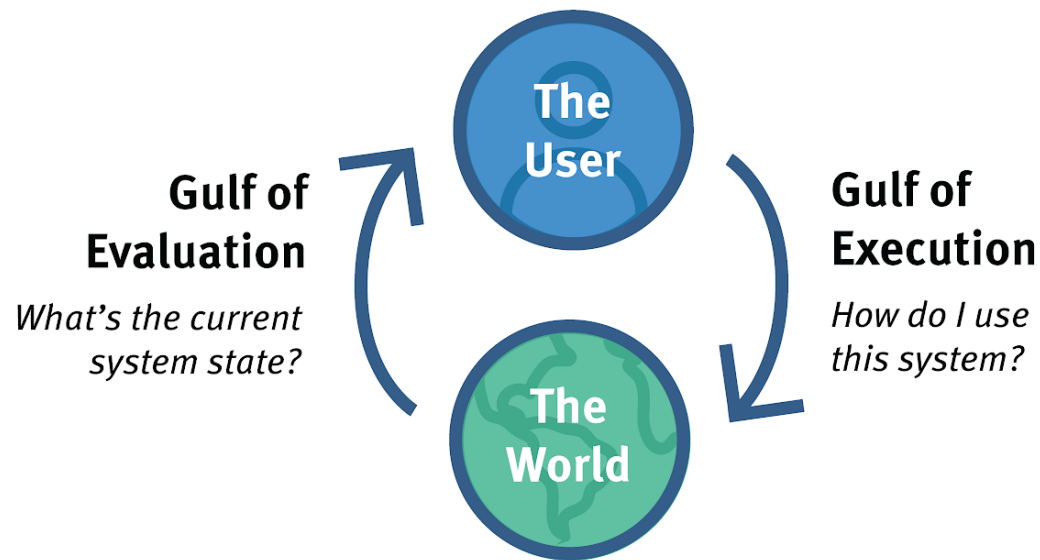 The
User
Gulf of
Evaluation
What's the current
system state?
Gulf of
Execution
How do I use
this system?
The
World